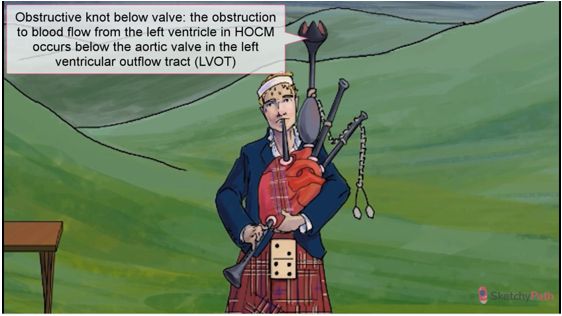 Obstructive knot below valve: the obstruction
to blood flow from the left ventricle in HOCM
occurs below the aortic valve in the left
ventricular outflow tract (LVOT)
SketchyPath